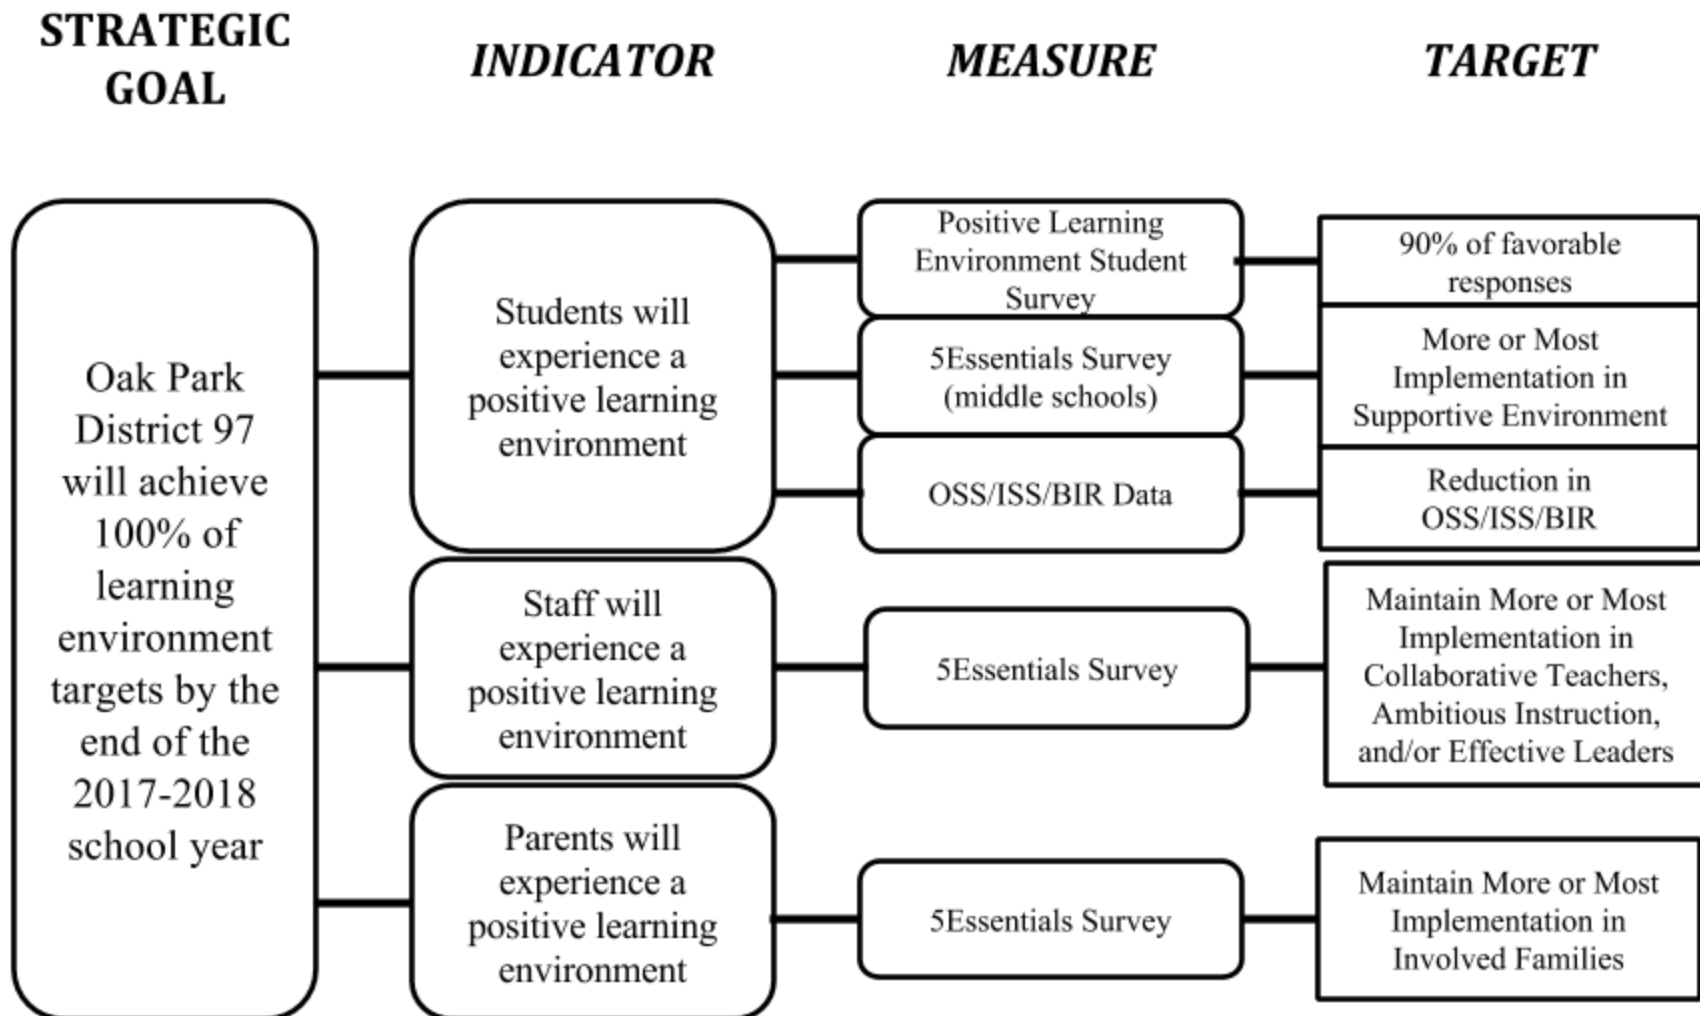 STRATEGIC
GOAL
INDICATOR
MEASURE
TARGET
Oak Park
District 97
will achieve
100% of
learning
environment
targets by the
end of the
2017-2018
school year
Students will
experience a
positive learning
environment
Positive Learning
Environment Student
Survey
90% of favorable
responses
5Essentials Survey
(middle schools)
More or Most
Implementation in
Supportive Environment
OSS/ISS/BIR Data
Reduction in
OSS/ISS/BIR
Staff will
experience a
positive learning
environment
5Essentials Survey
Maintain More or Most
Implementation in
Collaborative Teachers,
Ambitious Instruction,
and/or Effective Leaders
Parents will
experience a
positive learning
environment
5Essentials Survey
Maintain More or Most
Implementation in
Involved Families